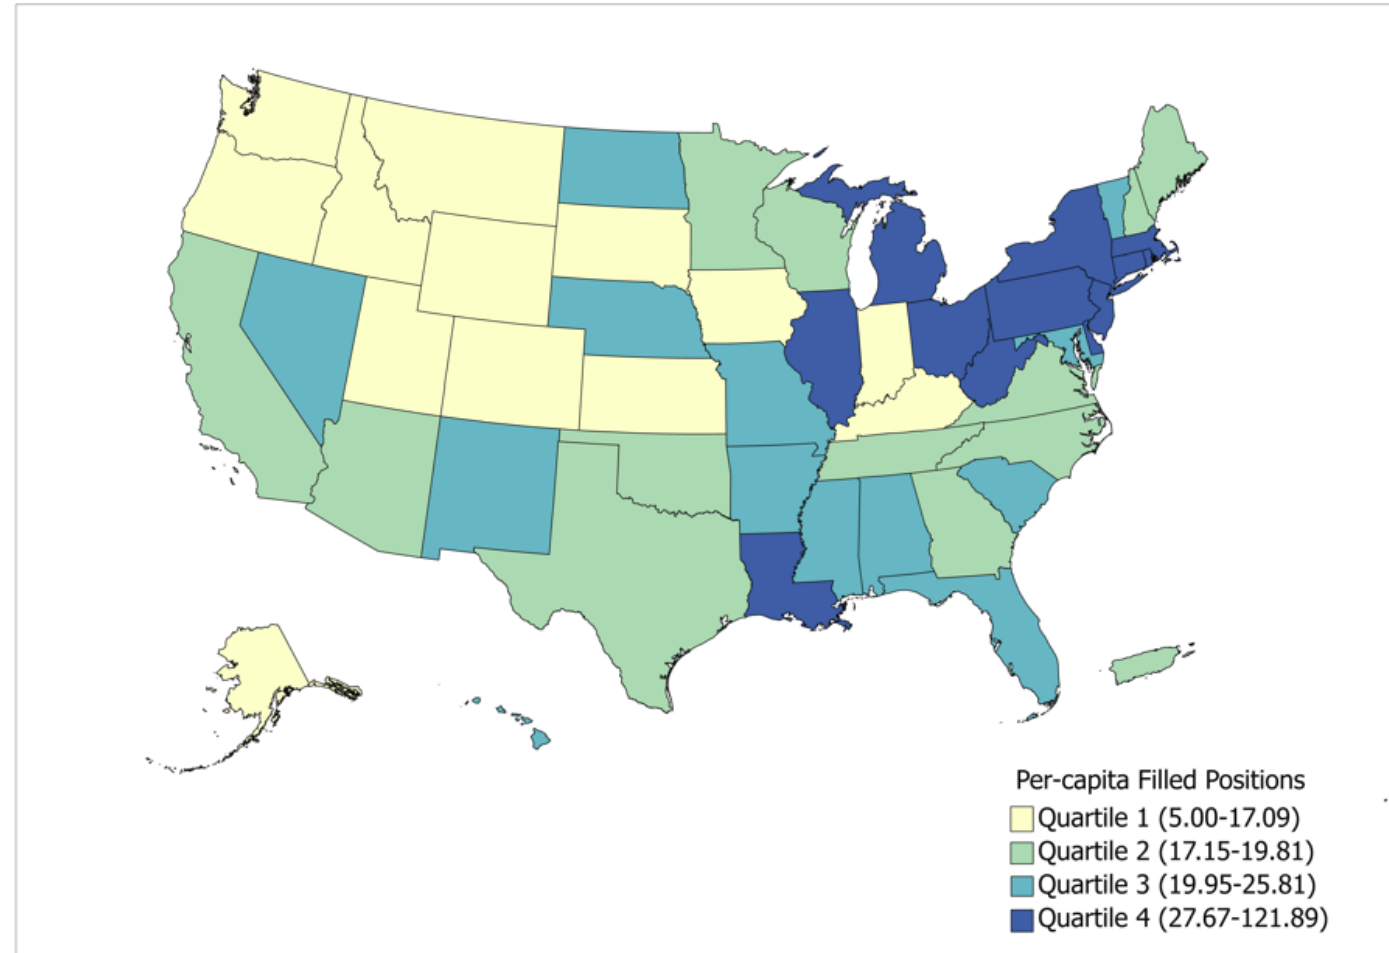 Per-capita Filled Positions
Quartile 1 (5.00-17.09)
Quartile 2 (17.15-19.81)
Quartile 3 (19.95-25.81)
Quartile 4 (27.67-121.89)